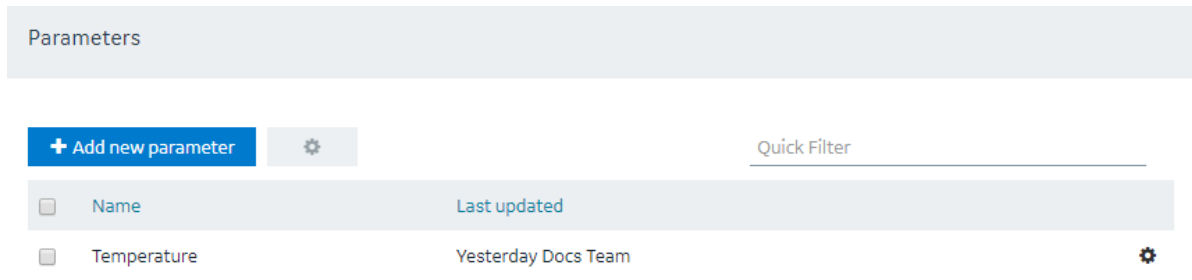 Parameters
Add new parameter
Quick Filter
Name Last updated
Temperature Yesterday Docs Team